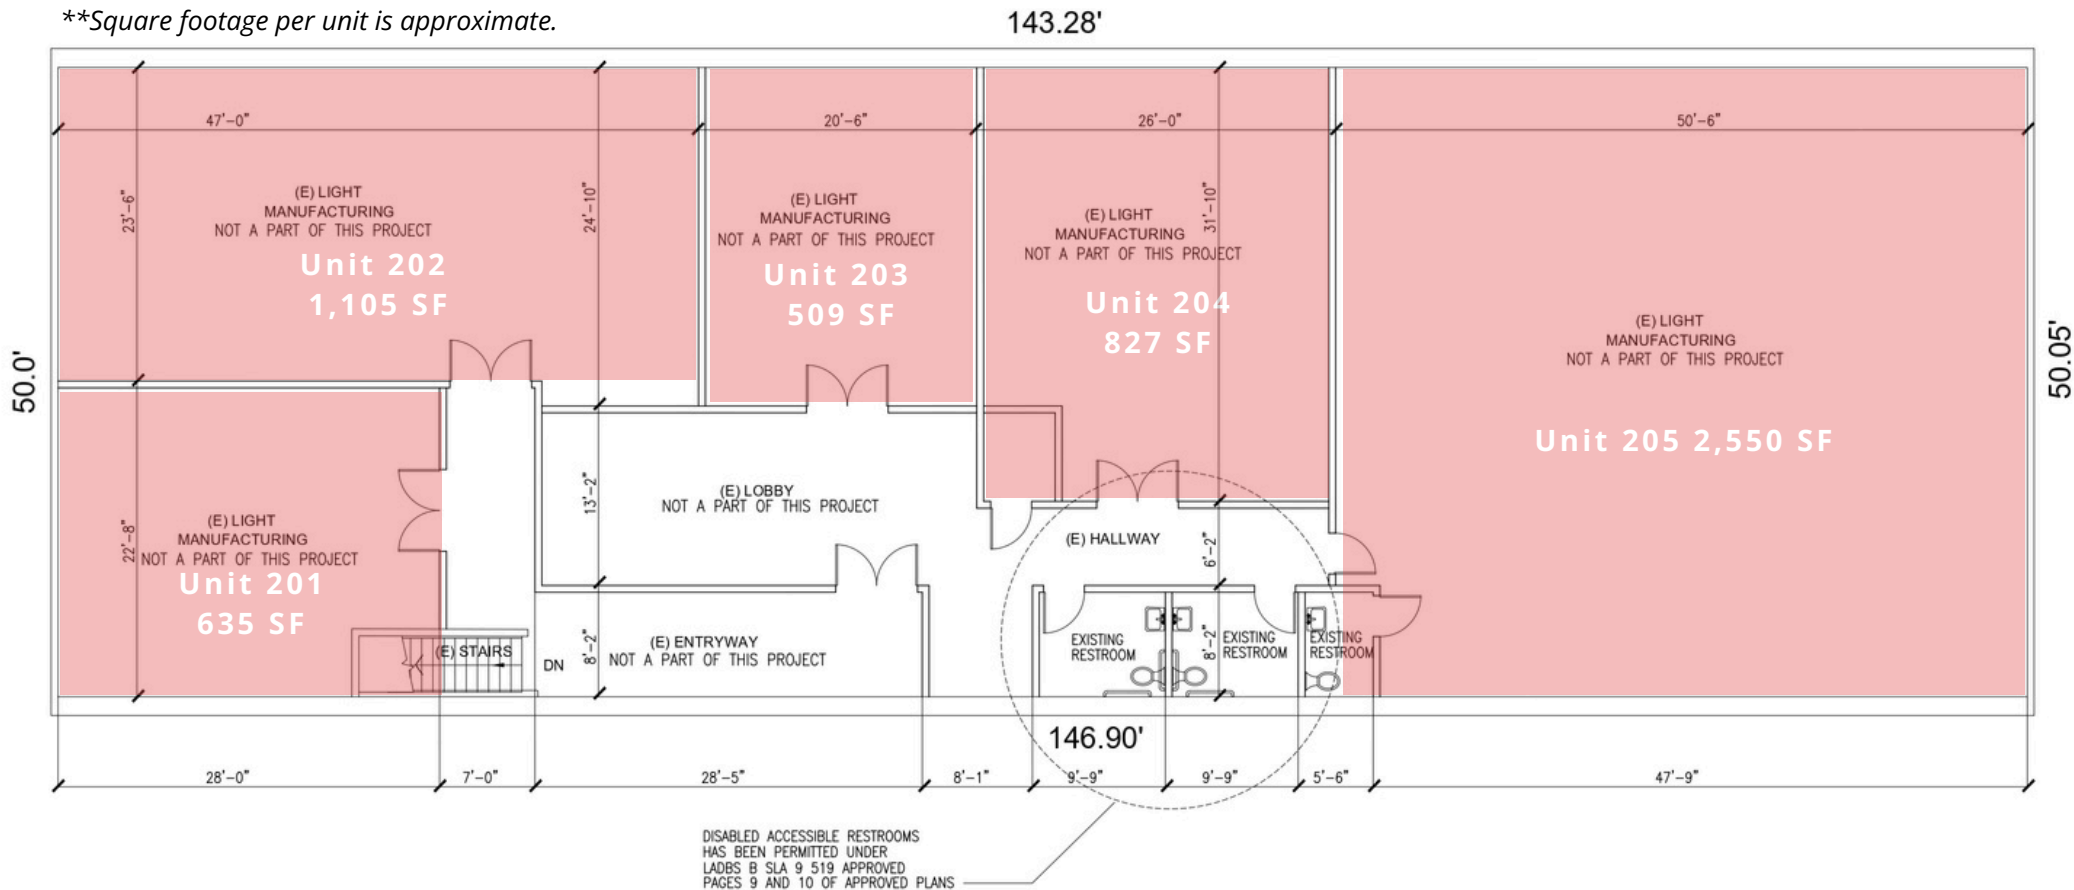 **Square footage per unit is approximate.
143.28'
47'-0"
20'-6"
26'-0"
50'-6"
23'-6"
24'-10"
31'-10"
(E) LIGHT
MANUFACTURING
NOT A PART OF THIS PROJECT
Unit 202
1,105 SF
(E) LIGHT
MANUFACTURING
NOT A PART OF THIS PROJECT
Unit 203
509 SF
(E) LIGHT
MANUFACTURING
NOT A PART OF THIS PROJECT
Unit 204
827 SF
(E) LIGHT
MANUFACTURING
NOT A PART OF THIS PROJECT
Unit 205 2,550 SF
50.0'
50.05'
(E) LIGHT
MANUFACTURING
NOT A PART OF THIS PROJECT
Unit 201
635 SF
22'-8"
13'-2"
(E) LOBBY
NOT A PART OF THIS PROJECT
(E) HALLWAY
6'-2"
(E) STAIRS
DN
8'-2"
(E) ENTRYWAY
NOT A PART OF THIS PROJECT
EXISTING
RESTROOM
8'-2"
EXISTING
RESTROOM
EXISTING
RESTROOM
146.90'
28'-0"
7'-0"
28'-5"
8'-1"
9'-9"
9'-9"
5'-6"
47'-9"
DISABLED ACCESSIBLE RESTROOMS
HAS BEEN PERMITTED UNDER
LADBS B SLA 9 519 APPROVED
PAGES 9 AND 10 OF APPROVED PLANS